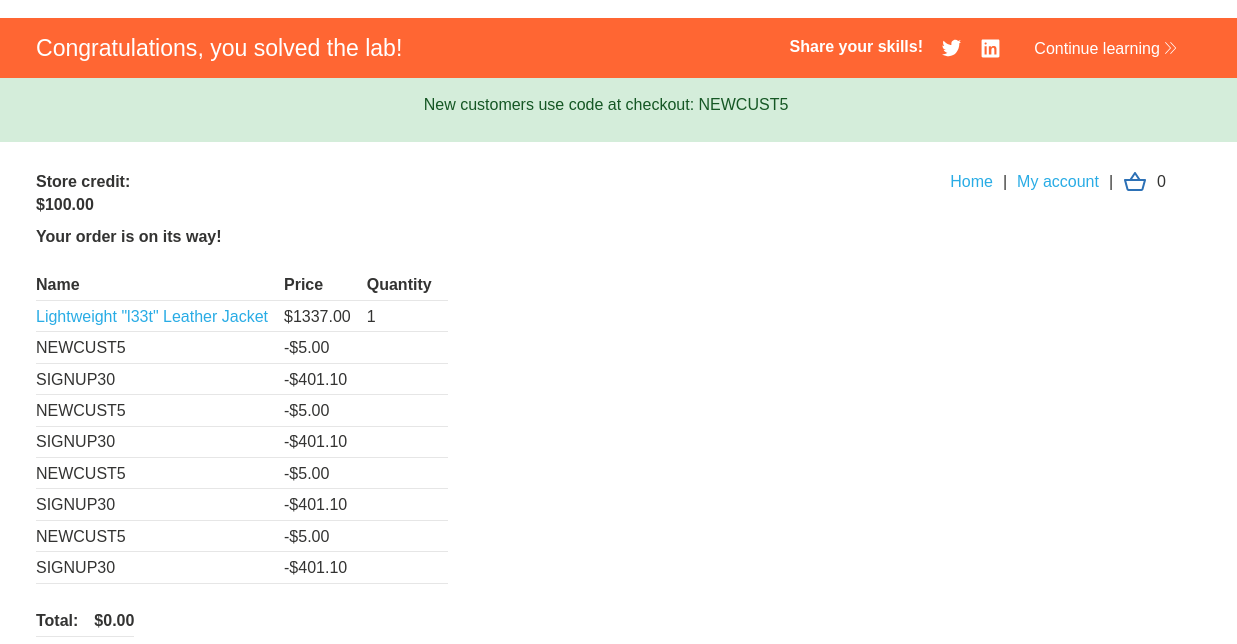 Congratulations, you solved the lab!
Share your skills!
Continue learning
New customers use code at checkout: NEWCUST5
Store credit:
$100.00
Home | My account | 0
Your order is on its way!
Name Price Quantity
Lightweight "l33t" Leather Jacket $1337.00 1
NEWCUST5 -$5.00
SIGNUP30 -$401.10
NEWCUST5 -$5.00
SIGNUP30 -$401.10
NEWCUST5 -$5.00
SIGNUP30 -$401.10
NEWCUST5 -$5.00
SIGNUP30 -$401.10
Total: $0.00